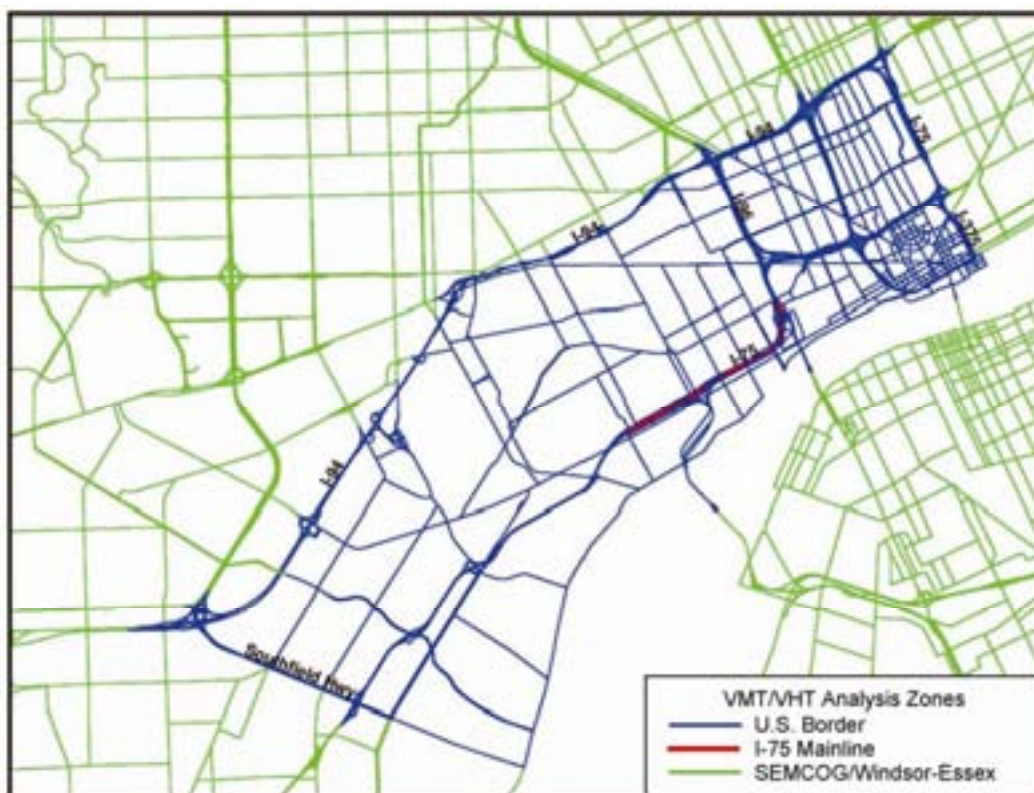 I-94
I-75
I-96
I-375
I-94
I-75
I-94
Southfield Hwy.
VMT/VHT Analysis Zones
U.S. Border
I-75 Mainline
SEMCOG/Windsor-Essex